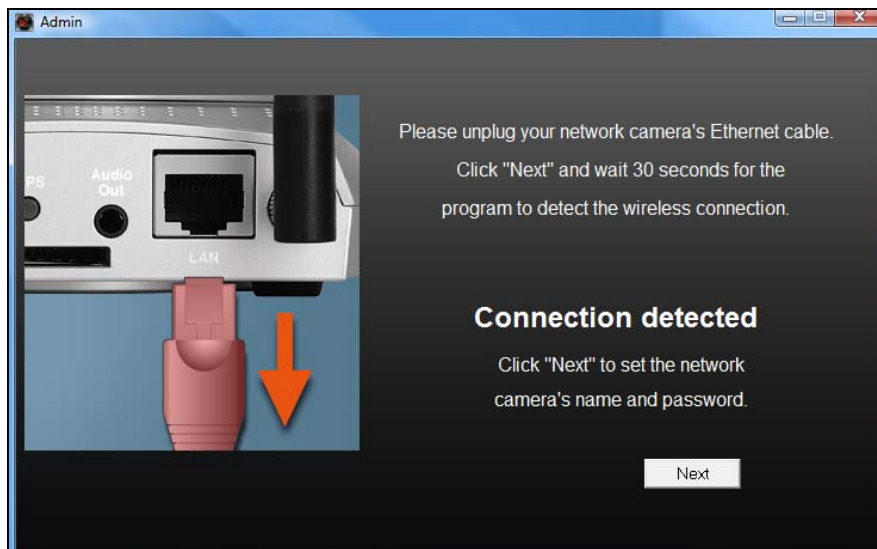 Admin
PS
Audio
Out
LAN
Please unplug your network camera's Ethernet cable.
Click "Next" and wait 30 seconds for the
program to detect the wireless connection.
Connection detected
Click "Next" to set the network
camera's name and password.
Next